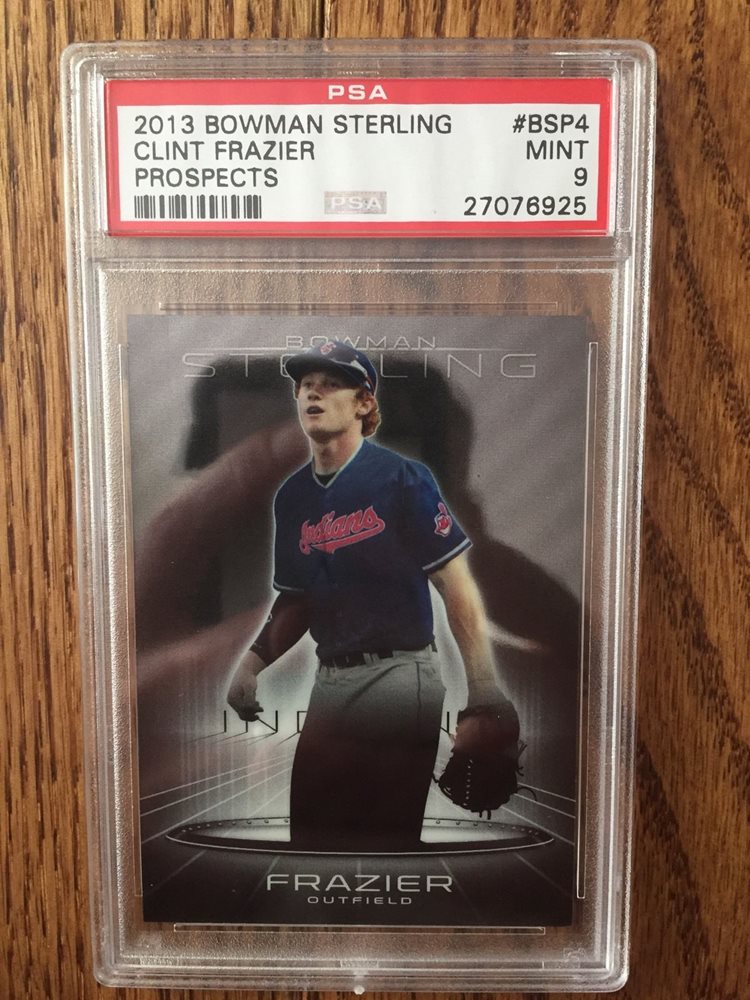 PSA
2013 BOWMAN STERLING #BSP4
CLINT FRAZIER MINT
PROSPECTS 9
PSA 27076925
BOWMAN
STERLING
Indians
FRAZIER
OUTFIELD